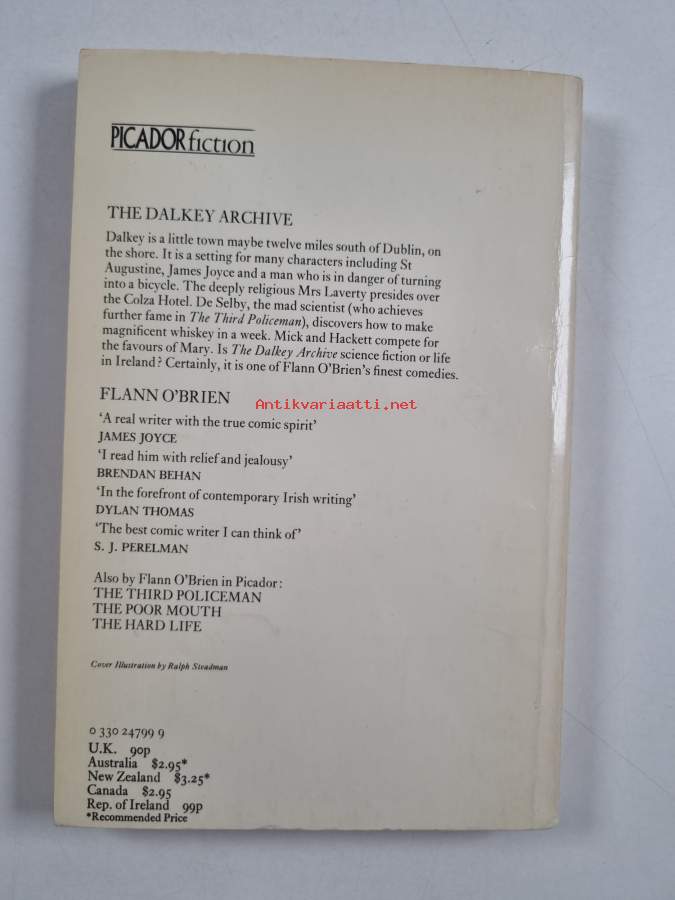 PICADOR fiction
THE DALKEY ARCHIVE
Dalkey is a little town maybe twelve miles south of Dublin, on
the shore. It is a setting for many characters including St
Augustine, James Joyce and a man who is in danger of turning
into a bicycle. The deeply religious Mrs Laverty presides over
the Colza Hotel. De Selby, the mad scientist (who achieves
further fame in The Third Policeman), discovers how to make
magnificent whiskey in a week. Mick and Hackett compete for
the favours of Mary. Is The Dalkey Archive science fiction or life
in Ireland? Certainly, it is one of Flann O'Brien's finest comedies.
FLANN O'BRIEN
Antikvariaatti.net
'A real writer with the true comic spirit'
JAMES JOYCE
'I read him with relief and jealousy'
BRENDAN BEHAN
'In the forefront of contemporary Irish writing'
DYLAN THOMAS
'The best comic writer I can think of'
S. J. PERELMAN
Also by Flann O'Brien in Picador:
THE THIRD POLICEMAN
THE POOR MOUTH
THE HARD LIFE
Cover Illustration by Ralph Steadman
0 330 24799 9
U.K. 90p
Australia $2.95*
New Zealand $3.25*
Canada $2.95
Rep. of Ireland 99p
*Recommended Price